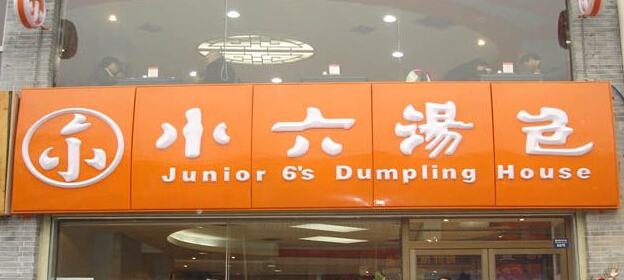 小六湯包
Junior 6's Dumpling House